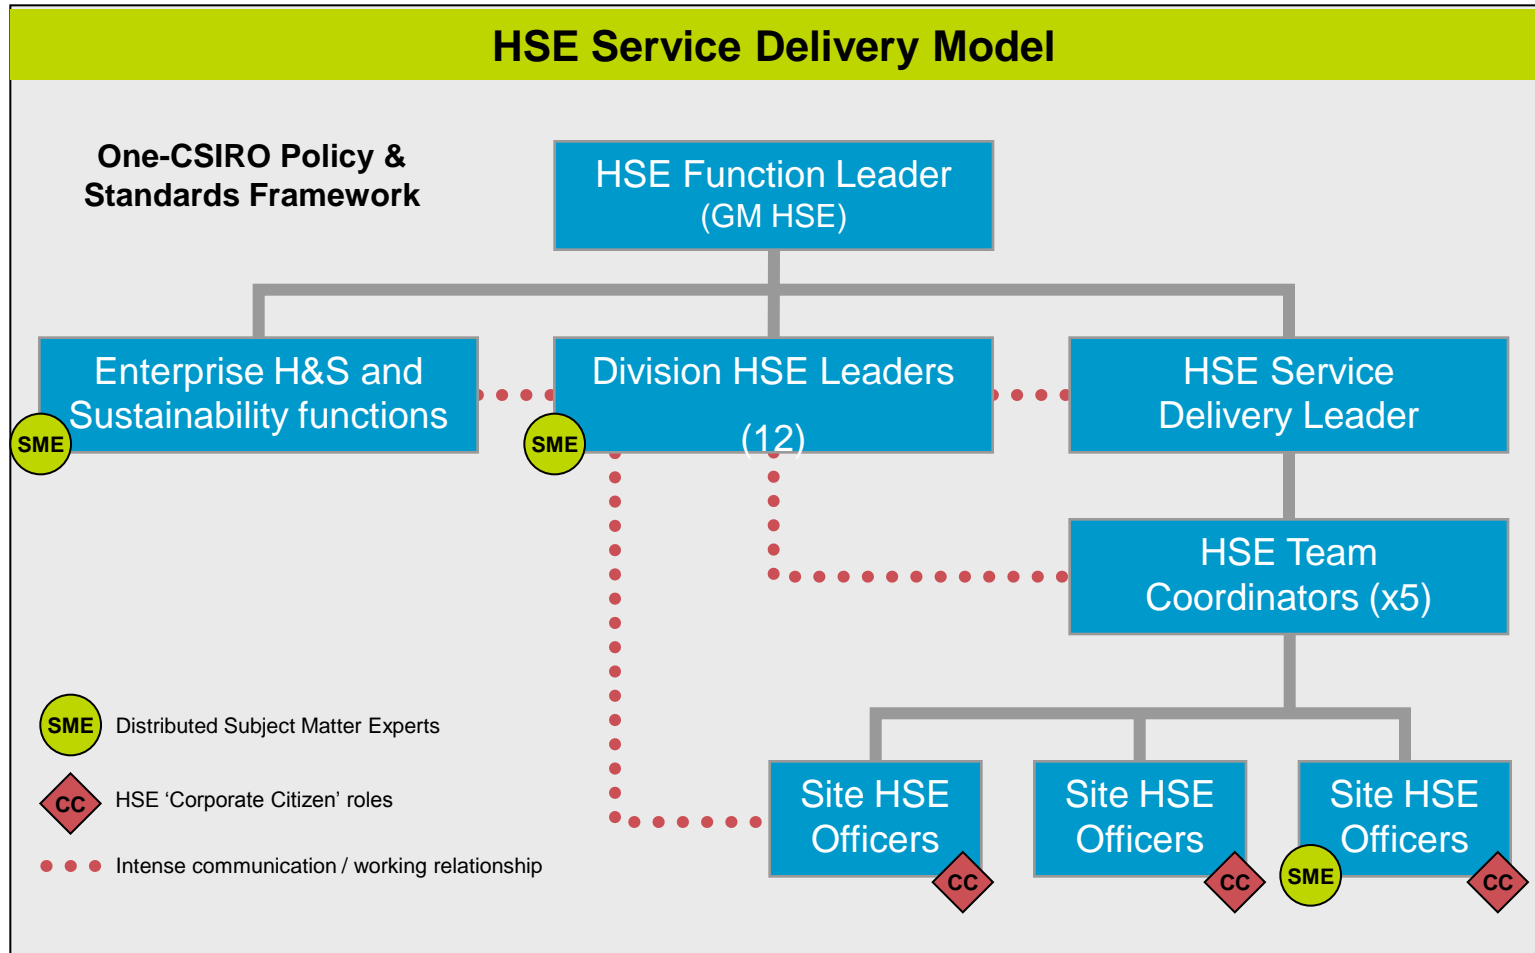 HSE Service Delivery Model
One-CSIRO Policy &
Standards Framework
HSE Function Leader
(GM HSE)
Enterprise H&S and
Sustainability functions
SME
Division HSE Leaders
(12)
SME
HSE Service
Delivery Leader
HSE Team
Coordinators (x5)
Site HSE
Officers
CC
Site HSE
Officers
CC
Site HSE
Officers
SME
CC
SME Distributed Subject Matter Experts
CC HSE ‘Corporate Citizen’ roles
Intense communication / working relationship